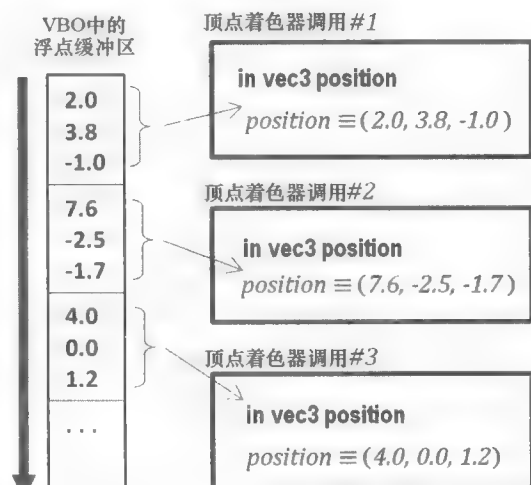 VBO中的
浮点缓冲区
2.0
3.8
-1.0
7.6
-2.5
-1.7
4.0
0.0
1.2
...
顶点着色器调用#1
in vec3 position
position ≡ (2.0, 3.8, -1.0 )
顶点着色器调用#2
in vec3 position
position ≡ (7.6, -2.5, -1.7 )
顶点着色器调用#3
in vec3 position
position ≡ (4.0, 0.0, 1.2 )